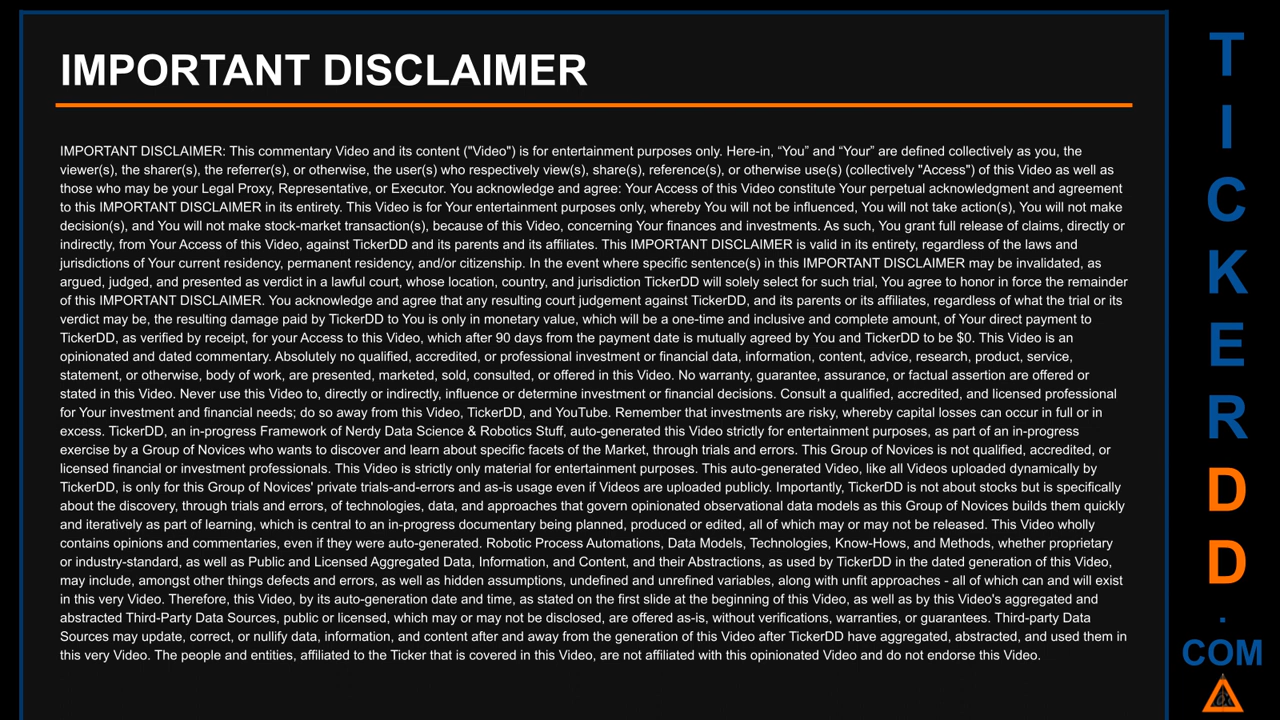 IMPORTANT DISCLAIMER
IMPORTANT DISCLAIMER: This commentary Video and its content ("Video") is for entertainment purposes only. Here-in, “You” and “Your” are defined collectively as you, the
viewer(s), the sharer(s), the referrer(s), or otherwise, the user(s) who respectively view(s), share(s), reference(s), or otherwise use(s) (collectively "Access") of this Video as well as
those who may be your Legal Proxy, Representative, or Executor. You acknowledge and agree: Your Access of this Video constitute Your perpetual acknowledgment and agreement
to this IMPORTANT DISCLAIMER in its entirety. This Video is for Your entertainment purposes only, whereby You will not be influenced, You will not take action(s), You will not make
decision(s), and You will not make stock-market transaction(s), because of this Video, concerning Your finances and investments. As such, You grant full release of claims, directly or
indirectly, from Your Access of this Video, against TickerDD and its parents and its affiliates. This IMPORTANT DISCLAIMER is valid in its entirety, regardless of the laws and
jurisdictions of Your current residency, permanent residency, and/or citizenship. In the event where specific sentence(s) in this IMPORTANT DISCLAIMER may be invalidated, as
argued, judged, and presented as verdict in a lawful court, whose location, country, and jurisdiction TickerDD will solely select for such trial, You agree to honor in force the remainder
of this IMPORTANT DISCLAIMER. You acknowledge and agree that any resulting court judgement against TickerDD, and its parents or its affiliates, regardless of what the trial or its
verdict may be, the resulting damage paid by TickerDD to You is only in monetary value, which will be a one-time and inclusive and complete amount, of Your direct payment to
TickerDD, as verified by receipt, for your Access to this Video, which after 90 days from the payment date is mutually agreed by You and TickerDD to be $0. This Video is an
opinionated and dated commentary. Absolutely no qualified, accredited, or professional investment or financial data, information, content, advice, research, product, service,
statement, or otherwise, body of work, are presented, marketed, sold, consulted, or offered in this Video. No warranty, guarantee, assurance, or factual assertion are offered or
stated in this Video. Never use this Video to, directly or indirectly, influence or determine investment or financial decisions. Consult a qualified, accredited, and licensed professional
for Your investment and financial needs; do so away from this Video, TickerDD, and YouTube. Remember that investments are risky, whereby capital losses can occur in full or in
excess. TickerDD, an in-progress Framework of Nerdy Data Science & Robotics Stuff, auto-generated this Video strictly for entertainment purposes, as part of an in-progress
exercise by a Group of Novices who wants to discover and learn about specific facets of the Market, through trials and errors. This Group of Novices is not qualified, accredited, or
licensed financial or investment professionals. This Video is strictly only material for entertainment purposes. This auto-generated Video, like all Videos uploaded dynamically by
TickerDD, is only for this Group of Novices' private trials-and-errors and as-is usage even if Videos are uploaded publicly. Importantly, TickerDD is not about stocks but is specifically
about the discovery, through trials and errors, of technologies, data, and approaches that govern opinionated observational data models as this Group of Novices builds them quickly
and iteratively as part of learning, which is central to an in-progress documentary being planned, produced or edited, all of which may or may not be released. This Video wholly
contains opinions and commentaries, even if they were auto-generated. Robotic Process Automations, Data Models, Technologies, Know-Hows, and Methods, whether proprietary
or industry-standard, as well as Public and Licensed Aggregated Data, Information, and Content, and their Abstractions, as used by TickerDD in the dated generation of this Video,
may include, amongst other things defects and errors, as well as hidden assumptions, undefined and unrefined variables, along with unfit approaches - all of which can and will exist
in this very Video. Therefore, this Video, by its auto-generation date and time, as stated on the first slide at the beginning of this Video, as well as by this Video's aggregated and
abstracted Third-Party Data Sources, public or licensed, which may or may not be disclosed, are offered as-is, without verifications, warranties, or guarantees. Third-party Data
Sources may update, correct, or nullify data, information, and content after and away from the generation of this Video after TickerDD have aggregated, abstracted, and used them in
this very Video. The people and entities, affiliated to the Ticker that is covered in this Video, are not affiliated with this opinionated Video and do not endorse this Video.
T
I
C
K
E
R
D
D
.
COM